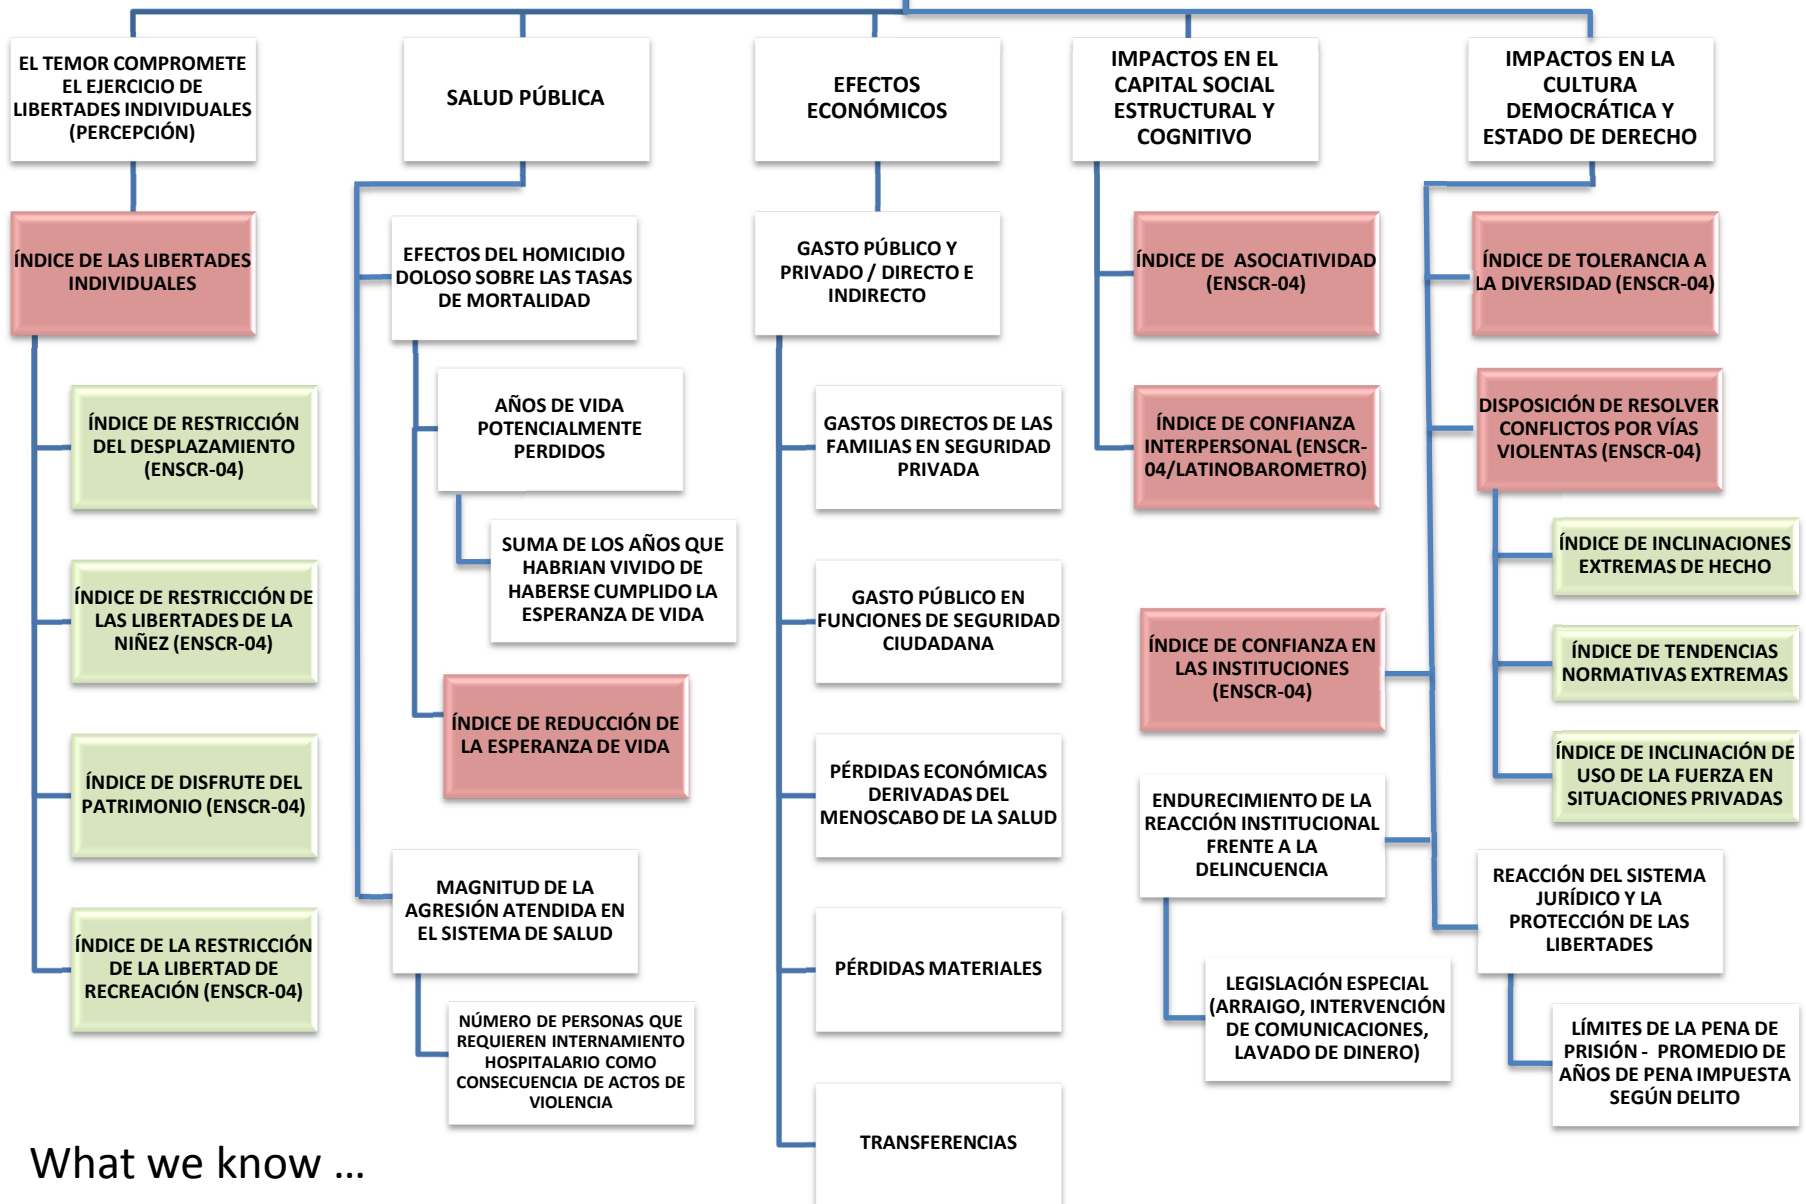 EL TEMOR COMPROMETE
EL EJERCICIO DE
LIBERTADES INDIVIDUALES
(PERCEPCIÓN)
ÍNDICE DE LAS LIBERTADES
INDIVIDUALES
ÍNDICE DE RESTRICCIÓN
DEL DESPLAZAMIENTO
(ENSCR-04)
ÍNDICE DE RESTRICCIÓN DE
LAS LIBERTADES DE LA
NIÑEZ (ENSCR-04)
ÍNDICE DE DISFRUTE DEL
PATRIMONIO (ENSCR-04)
ÍNDICE DE LA RESTRICCIÓN
DE LA LIBERTAD DE
RECREACIÓN (ENSCR-04)
SALUD PÚBLICA
EFECTOS DEL HOMICIDIO
DOLOSO SOBRE LAS TASAS
DE MORTALIDAD
AÑOS DE VIDA
POTENCIALMENTE
PERDIDOS
SUMA DE LOS AÑOS QUE
HABRIAN VIVIDO DE
HABERSE CUMPLIDO LA
ESPERANZA DE VIDA
ÍNDICE DE REDUCCIÓN DE
LA ESPERANZA DE VIDA
MAGNITUD DE LA
AGRESIÓN ATENDIDA EN
EL SISTEMA DE SALUD
NÚMERO DE PERSONAS QUE
REQUIEREN INTERNAMIENTO
HOSPITALARIO COMO
CONSECUENCIA DE ACTOS DE
VIOLENCIA
EFECTOS
ECONÓMICOS
GASTO PÚBLICO Y
PRIVADO / DIRECTO E
INDIRECTO
GASTOS DIRECTOS DE LAS
FAMILIAS EN SEGURIDAD
PRIVADA
GASTO PÚBLICO EN
FUNCIONES DE SEGURIDAD
CIUDADANA
PÉRDIDAS ECONÓMICAS
DERIVADAS DEL
MENOSCABO DE LA SALUD
PÉRDIDAS MATERIALES
TRANSFERENCIAS
IMPACTOS EN EL
CAPITAL SOCIAL
ESTRUCTURAL Y
COGNITIVO
ÍNDICE DE ASOCIATIVIDAD
(ENSCR-04)
ÍNDICE DE CONFIANZA
INTERPERSONAL (ENSCR-
04/LATINOBAROMETRO)
IMPACTOS EN LA
CULTURA
DEMOCRÁTICA Y
ESTADO DE DERECHO
ÍNDICE DE TOLERANCIA A
LA DIVERSIDAD (ENSCR-04)
DISPOSICIÓN DE RESOLVER
CONFLICTOS POR VÍAS
VIOLENTAS (ENSCR-04)
ÍNDICE DE INCLINACIONES
EXTREMAS DE HECHO
ÍNDICE DE TENDENCIAS
NORMATIVAS EXTREMAS
ÍNDICE DE INCLINACIÓN DE
USO DE LA FUERZA EN
SITUACIONES PRIVADAS
ÍNDICE DE CONFIANZA EN
LAS INSTITUCIONES
(ENSCR-04)
ENDURECIMIENTO DE LA
REACCIÓN INSTITUCIONAL
FRENTE A LA
DELINCUENCIA
LEGISLACIÓN ESPECIAL
(ARRAIGO, INTERVENCIÓN
DE COMUNICACIONES,
LAVADO DE DINERO)
REACCIÓN DEL SISTEMA
JURÍDICO Y LA
PROTECCIÓN DE LAS
LIBERTADES
LÍMITES DE LA PENA DE
PRISIÓN - PROMEDIO DE
AÑOS DE PENA IMPUESTA
SEGÚN DELITO
What we know …